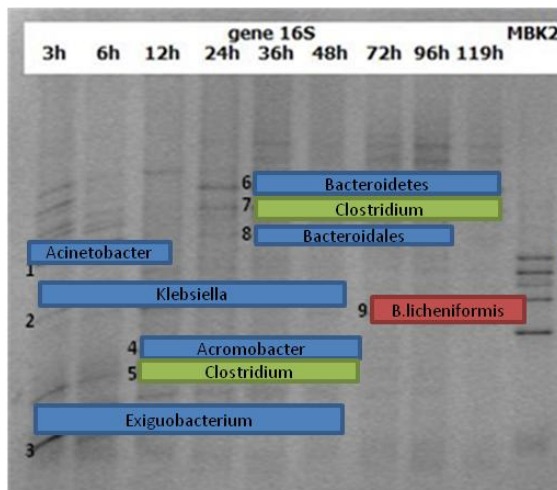 gene 16S MBK2
3h 6h 12h 24h 36h 48h 72h 96h 119h
6 Bacteroidetes
7 Clostridium
8 Bacteroidales
Acinetobacter
1
Klebsiella
9 B.licheniformis
2
4 Acromobacter
5 Clostridium
Exiguobacterium
3